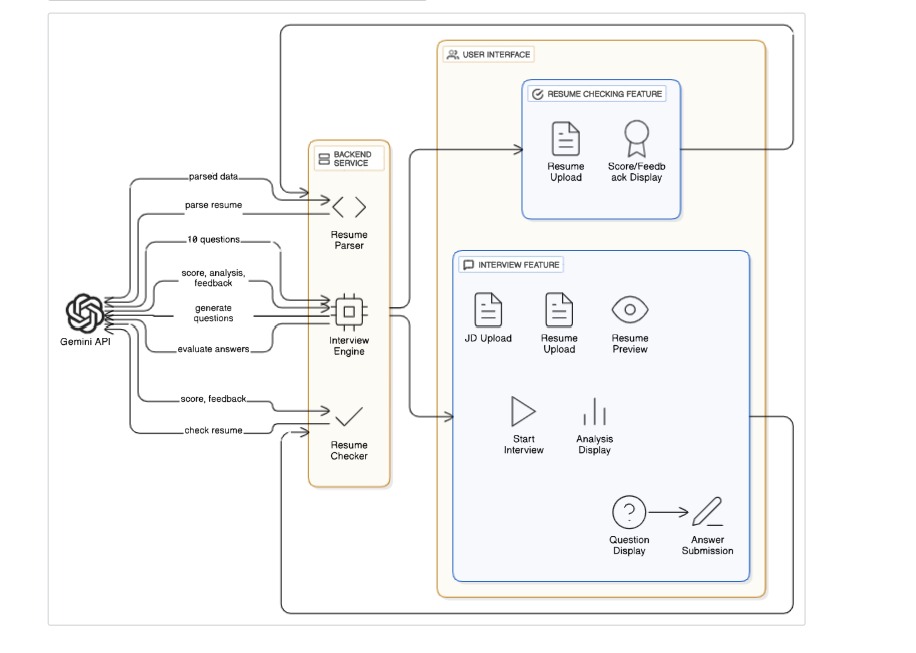 USER INTERFACE
RESUME CHECKING FEATURE
Resume
Upload
Score/Feedb
ack Display
BACKEND
SERVICE
parsed data
parse resume
Resume
Parser
10 questions
score, analysis,
feedback
generate
questions
evaluate answers
Gemini API
Interview
Engine
score, feedback
check resume
Resume
Checker
INTERVIEW FEATURE
JD Upload
Resume
Upload
Resume
Preview
Start
Interview
Analysis
Display
Question
Display
Answer
Submission